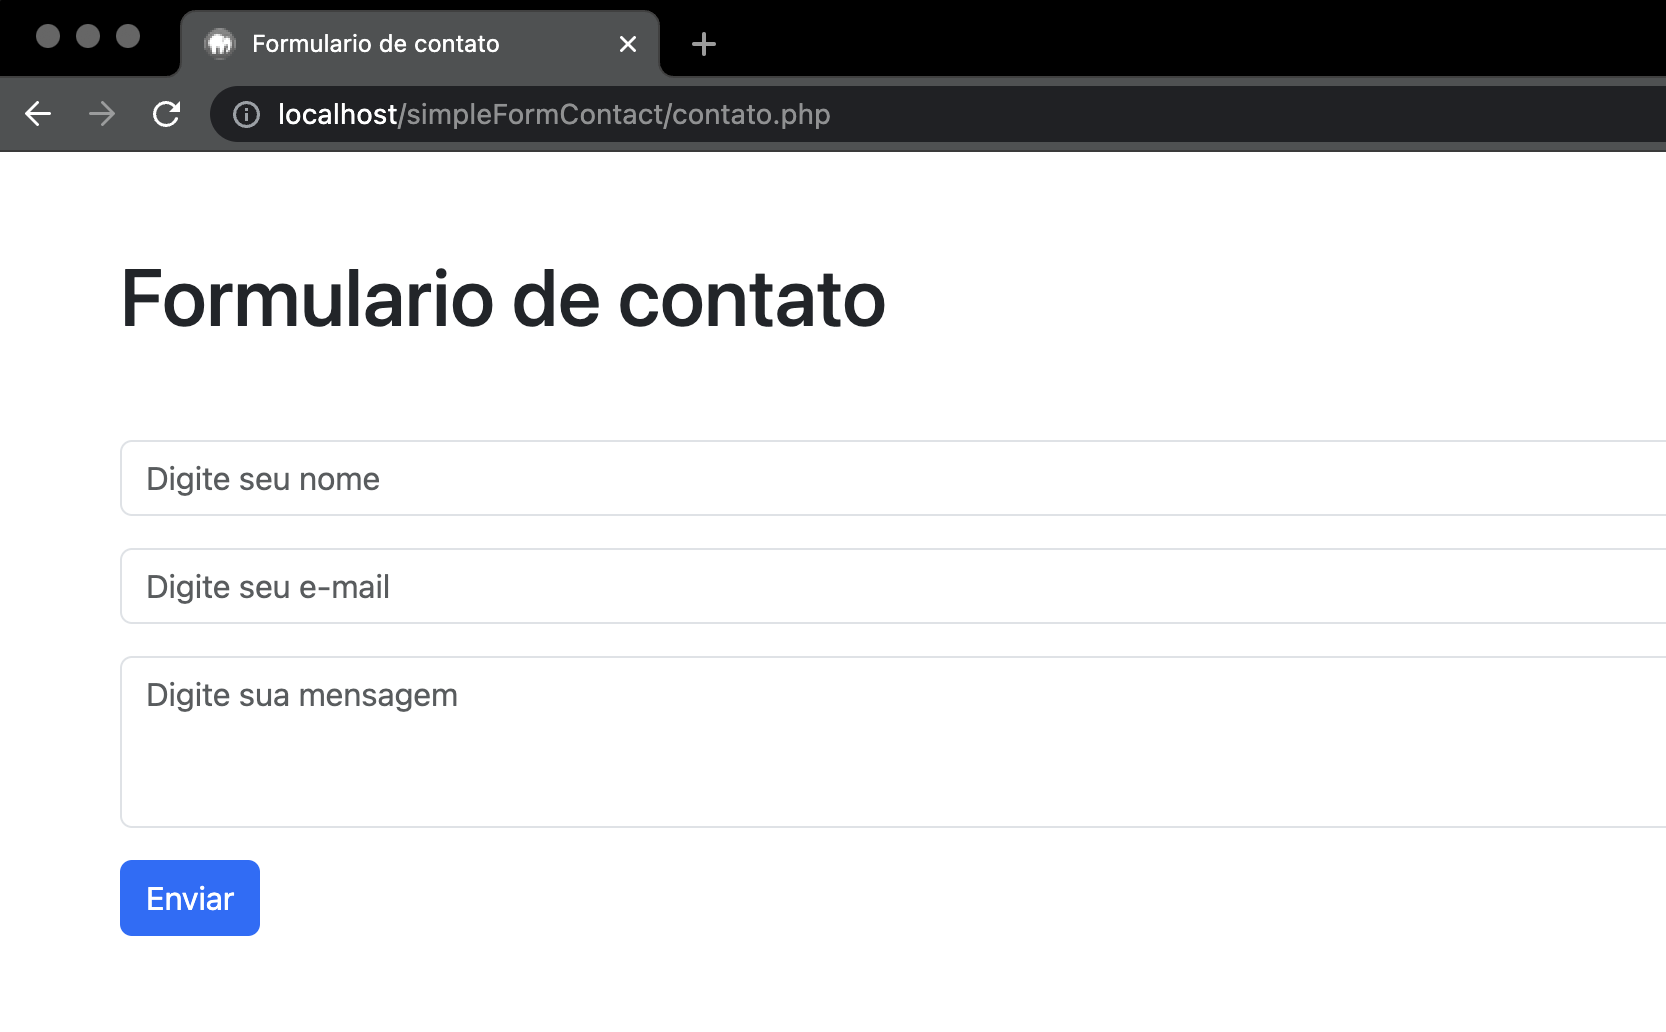 Formulario de contato
localhost/simpleFormContact/contato.php
Formulario de contato
Digite seu nome
Digite seu e-mail
Digite sua mensagem
Enviar